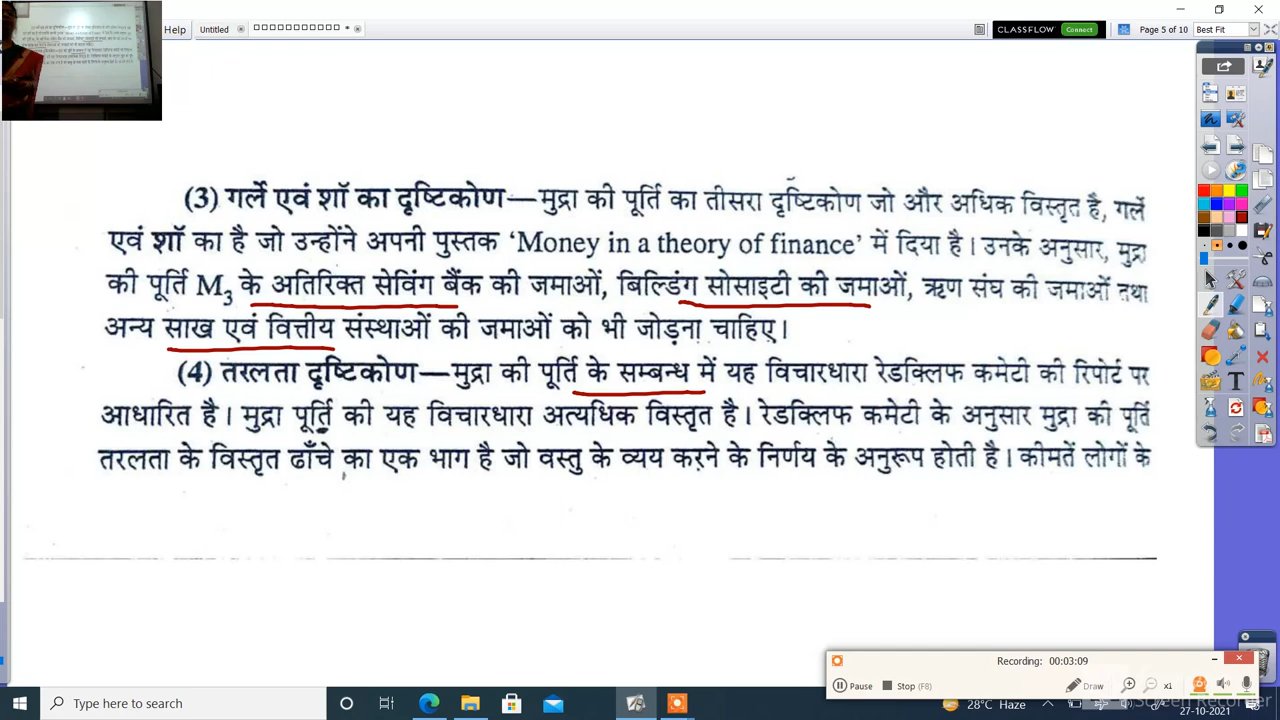 Help Untitled
CLASSFLOW Connect Page 5 of 10 Best Fit
(3) गर्ले एवं शॉ का दृष्टिकोण—मुद्रा की पूर्ति का तीसरा दृष्टिकोण जो और अधिक विस्तृत है, गर्ले
एवं शॉ का है जो उन्होंने अपनी पुस्तक ‘Money in a theory of finance’ में दिया है। उनके अनुसार, मुद्रा
की पूर्ति M3 के अतिरिक्त सेविंग बैंक की जमाओं, बिल्डिंग सोसाइटी की जमाओं, ऋण संघ की जमाओं तथा
अन्य साख एवं वित्तीय संस्थाओं की जमाओं को भी जोड़ना चाहिए।
(4) तरलता दृष्टिकोण—मुद्रा की पूर्ति के सम्बन्ध में यह विचारधारा रेडक्लिफ कमेटी की रिपोर्ट पर
आधारित है। मुद्रा पूर्ति की यह विचारधारा अत्यधिक विस्तृत है। रेडक्लिफ कमेटी के अनुसार मुद्रा की पूर्ति
तरलता के विस्तृत ढाँचे का एक भाग है जो वस्तु के व्यय करने के निर्णय के अनुरूप होती है। कीमतें लोगों के
Recording: 00:03:09
Pause Stop (F8) Draw x1
Type here to search
28°C Haze
27-10-2021
Screen Recorder